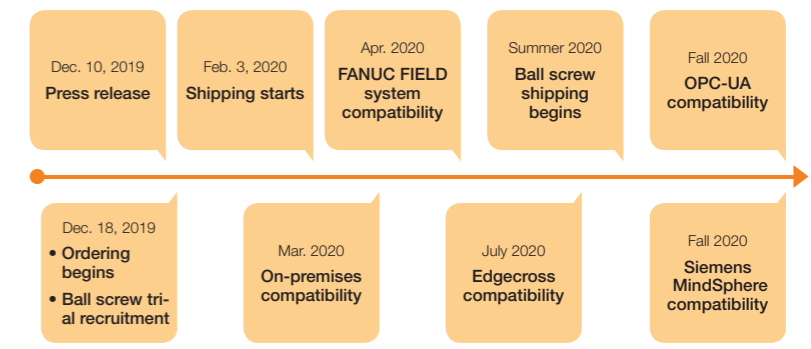 Dec. 10, 2019
Press release
Feb. 3, 2020
Shipping starts
Apr. 2020
FANUC FIELD
system
compatibility
Summer 2020
Ball screw
shipping
begins
Fall 2020
OPC-UA
compatibility
Dec. 18, 2019
• Ordering
begins
• Ball screw tri-
al recruitment
Mar. 2020
On-premises
compatibility
July 2020
Edgecross
compatibility
Fall 2020
Siemens
MindSphere
compatibility